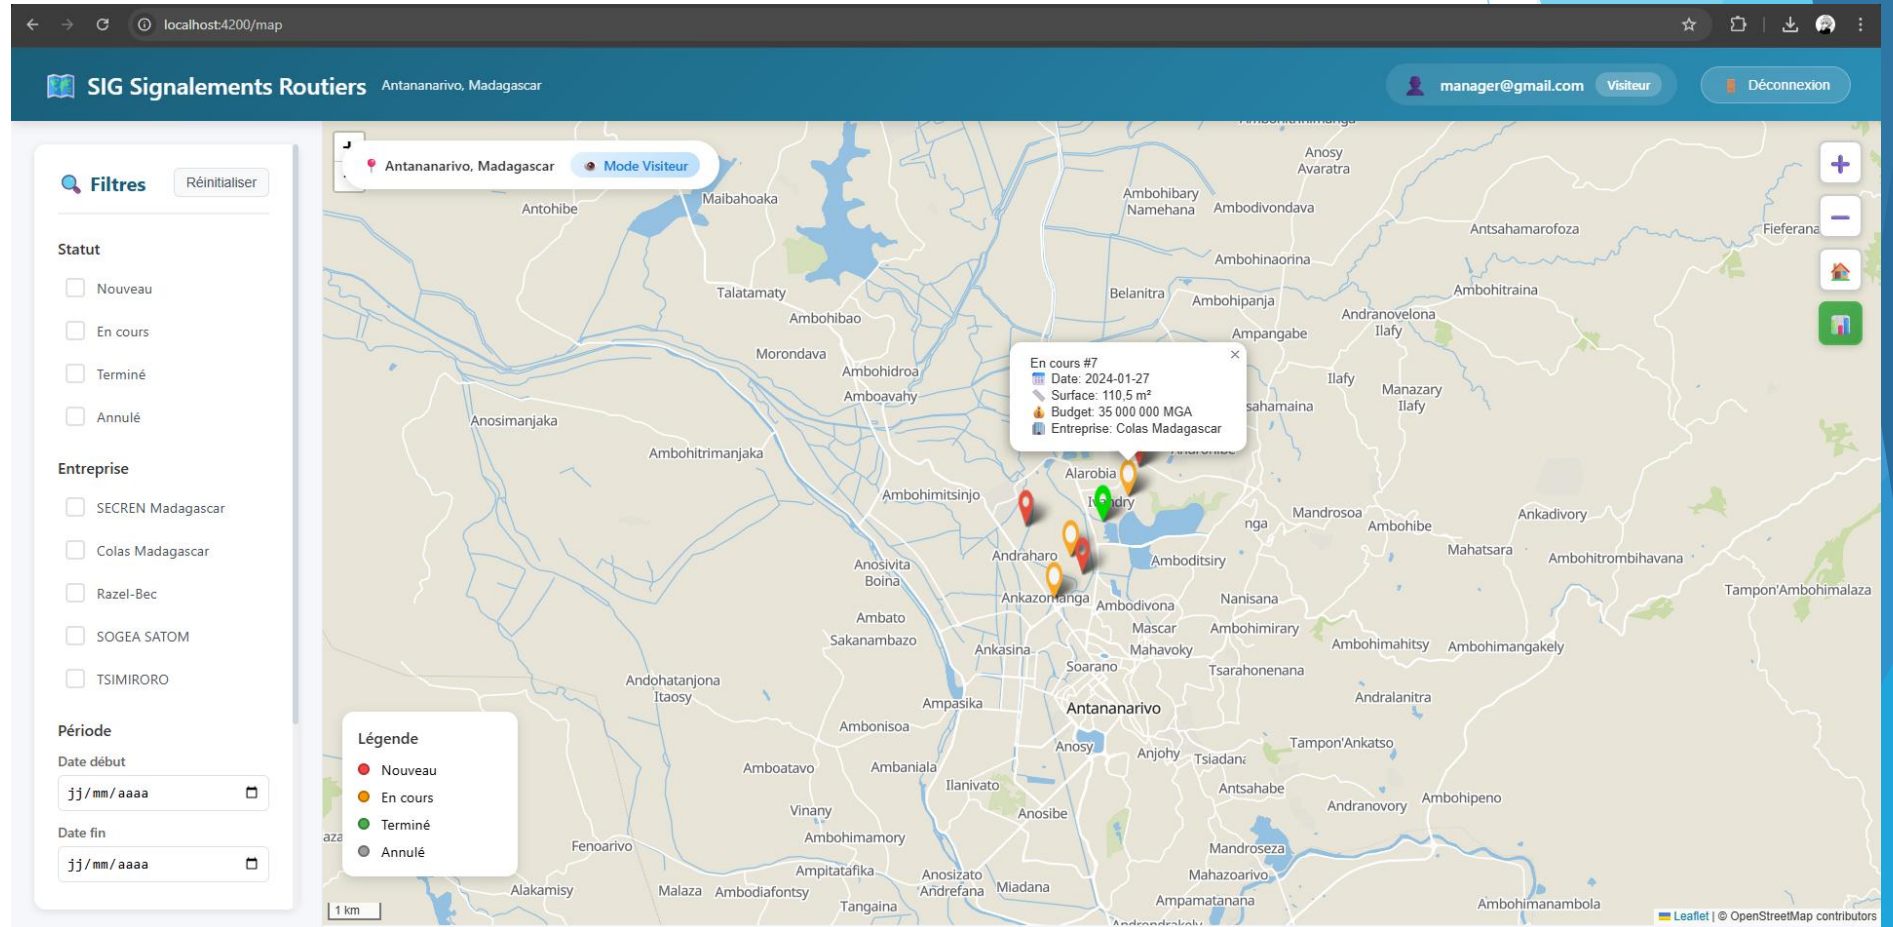 localhost:4200/map
SIG Signalements Routiers
Antananarivo, Madagascar
manager@gmail.com
Visiteur
Déconnexion
Filtres
Réinitialiser
Statut
Nouveau
En cours
Terminé
Annulé
Entreprise
SECREN Madagascar
Colas Madagascar
Razel-Bec
SOGEA SATOM
TSIMIRORO
Période
Date début
jj/mm/aaaa
Date fin
jj/mm/aaaa
Antananarivo, Madagascar
Mode Visiteur
Anosy
Avaratra
Antohibe
Maibahoaka
Ambohibary
Namehana
Ambodivondava
Antsahamarofoza
Fieferana
Ambohinaorina
Talatamaty
Belanitra
Ambohipanja
Ambohitraina
Ambohibao
Andranovelona
Ilafy
Ampangabe
Morondava
En cours #7
Date: 2024-01-27
Surface: 110,5 m²
Budget: 35 000 000 MGA
Entreprise: Colas Madagascar
Ambohidroa
Amboavahy
Ilafy
Manazary
Ilafy
sahamaina
Anosimanjaka
Ambohitrimanjaka
Alarobia
Ambohimitsinjo
Ivandry
Mandrosoa
nga
Ambohibe
Ankadivory
Andraharo
Mahatsara
Ambohitrombihavana
Anosivita
Boina
Amboditsiry
Tampon'Ambohimalaza
Ankazomanga
Ambodivona
Nanisana
Ambato
Sakanambazo
Mascar
Mahavoky
Ambohimirary
Ankasina
Ambohimahitsy
Ambohimangakely
Soarano
Tsarahonenana
Andohatanjona
Itaosy
Ampasika
Antananarivo
Andralanitra
Ambonisoa
Anosy
Anjohy
Tsiadana
Tampon'Ankatso
Amboatavo
Ambaniala
Ilanivato
Antsahabe
Andranovory
Ambohipeno
Vinany
Anosibe
Ambohimamory
Fenoarivo
Mandroseza
Ampitatafika
Anosizato
Andrefana
Miadana
Mahazoarivo
Alakamisy
Malaza
Ambodiafontsy
Tangaina
Ampamatanana
Ambohimanambola
Androndrakely
Légende
Nouveau
En cours
Terminé
Annulé
1 km
Leaflet | © OpenStreetMap contributors